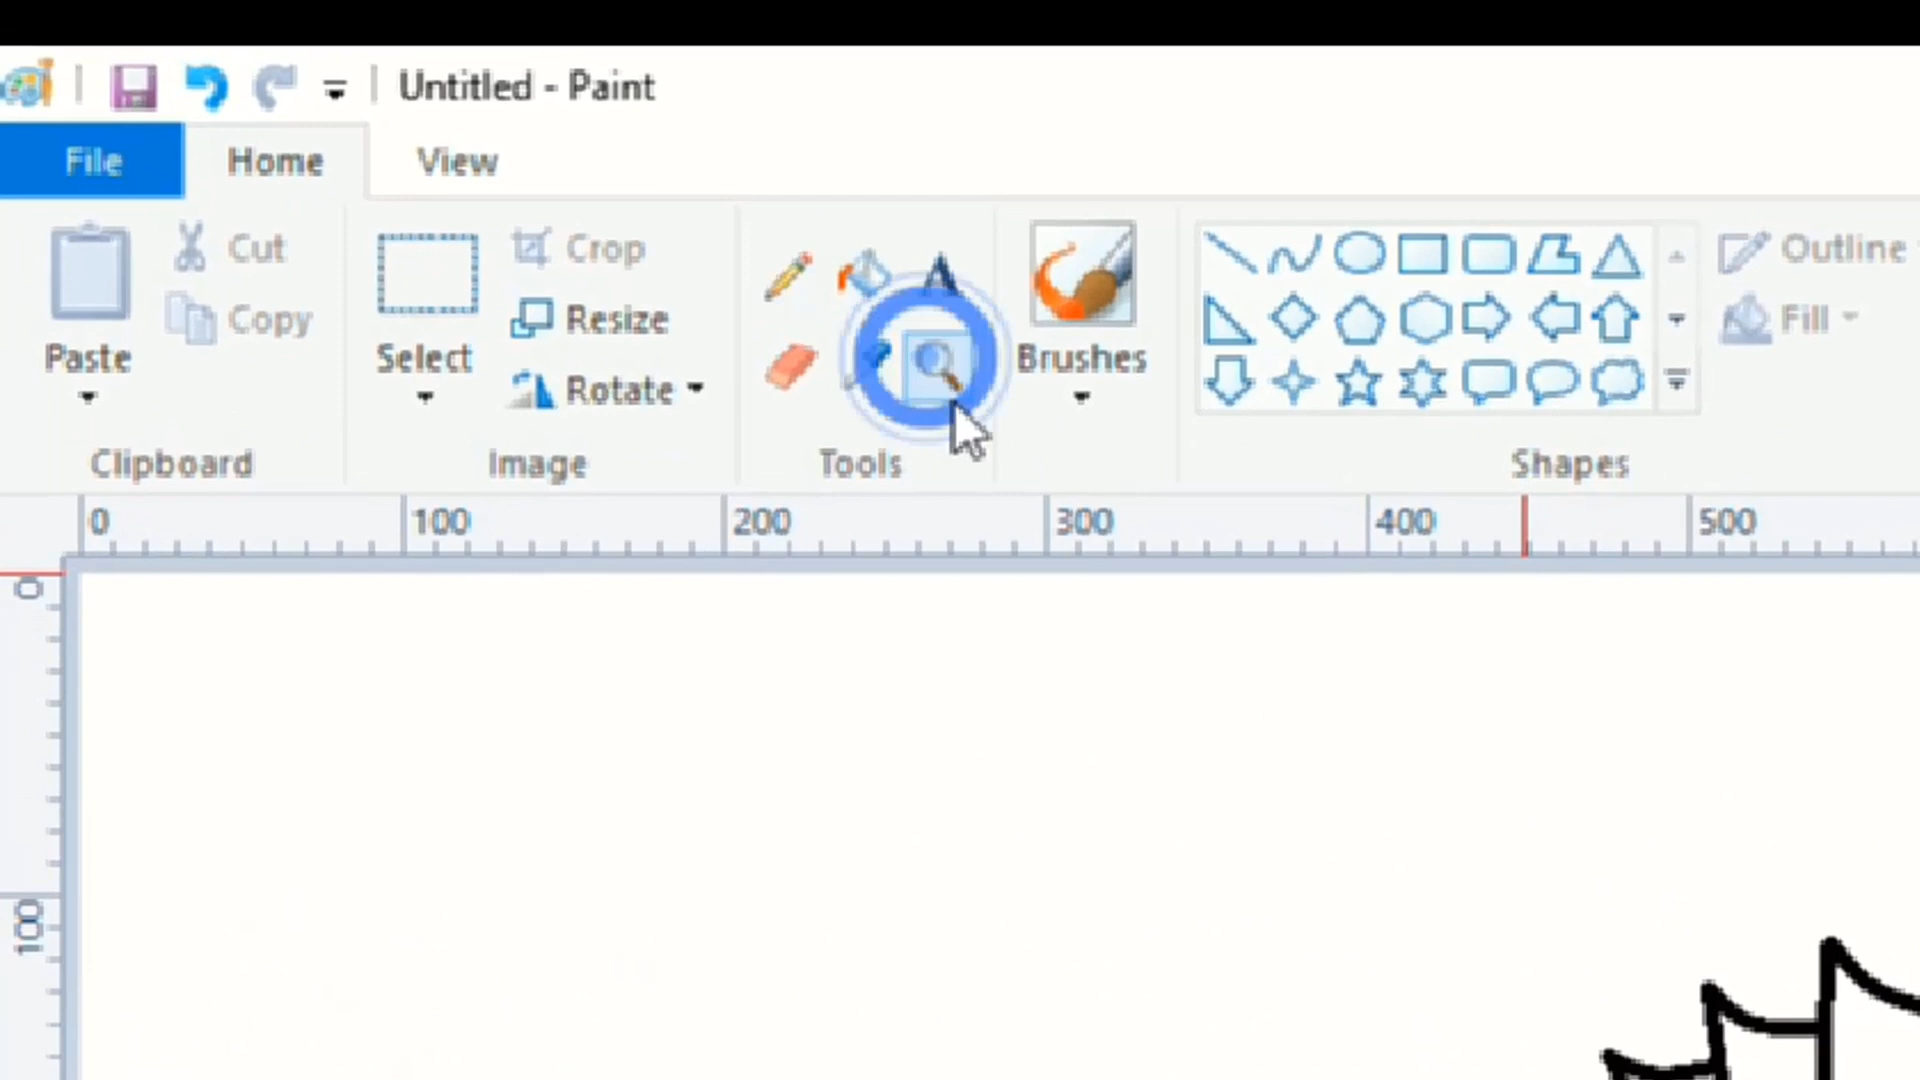 Untitled - Paint
File Home View
Cut
Copy
Paste
Clipboard
Select
Crop
Resize
Rotate
Image
Tools
Brushes
Shapes
Outline
Fill
0 100 200 300 400 500
0
100